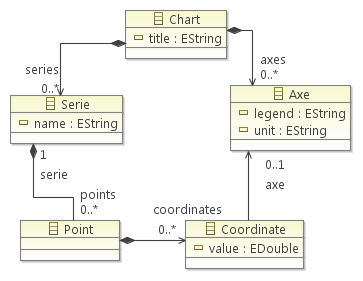 Chart
title : EString
series
0..*
axes
0..*
Serie
name : EString
Axe
legend : EString
unit : EString
1
serie
points
0..*
coordinates
0..*
0..1
axe
Point
Coordinate
value : EDouble